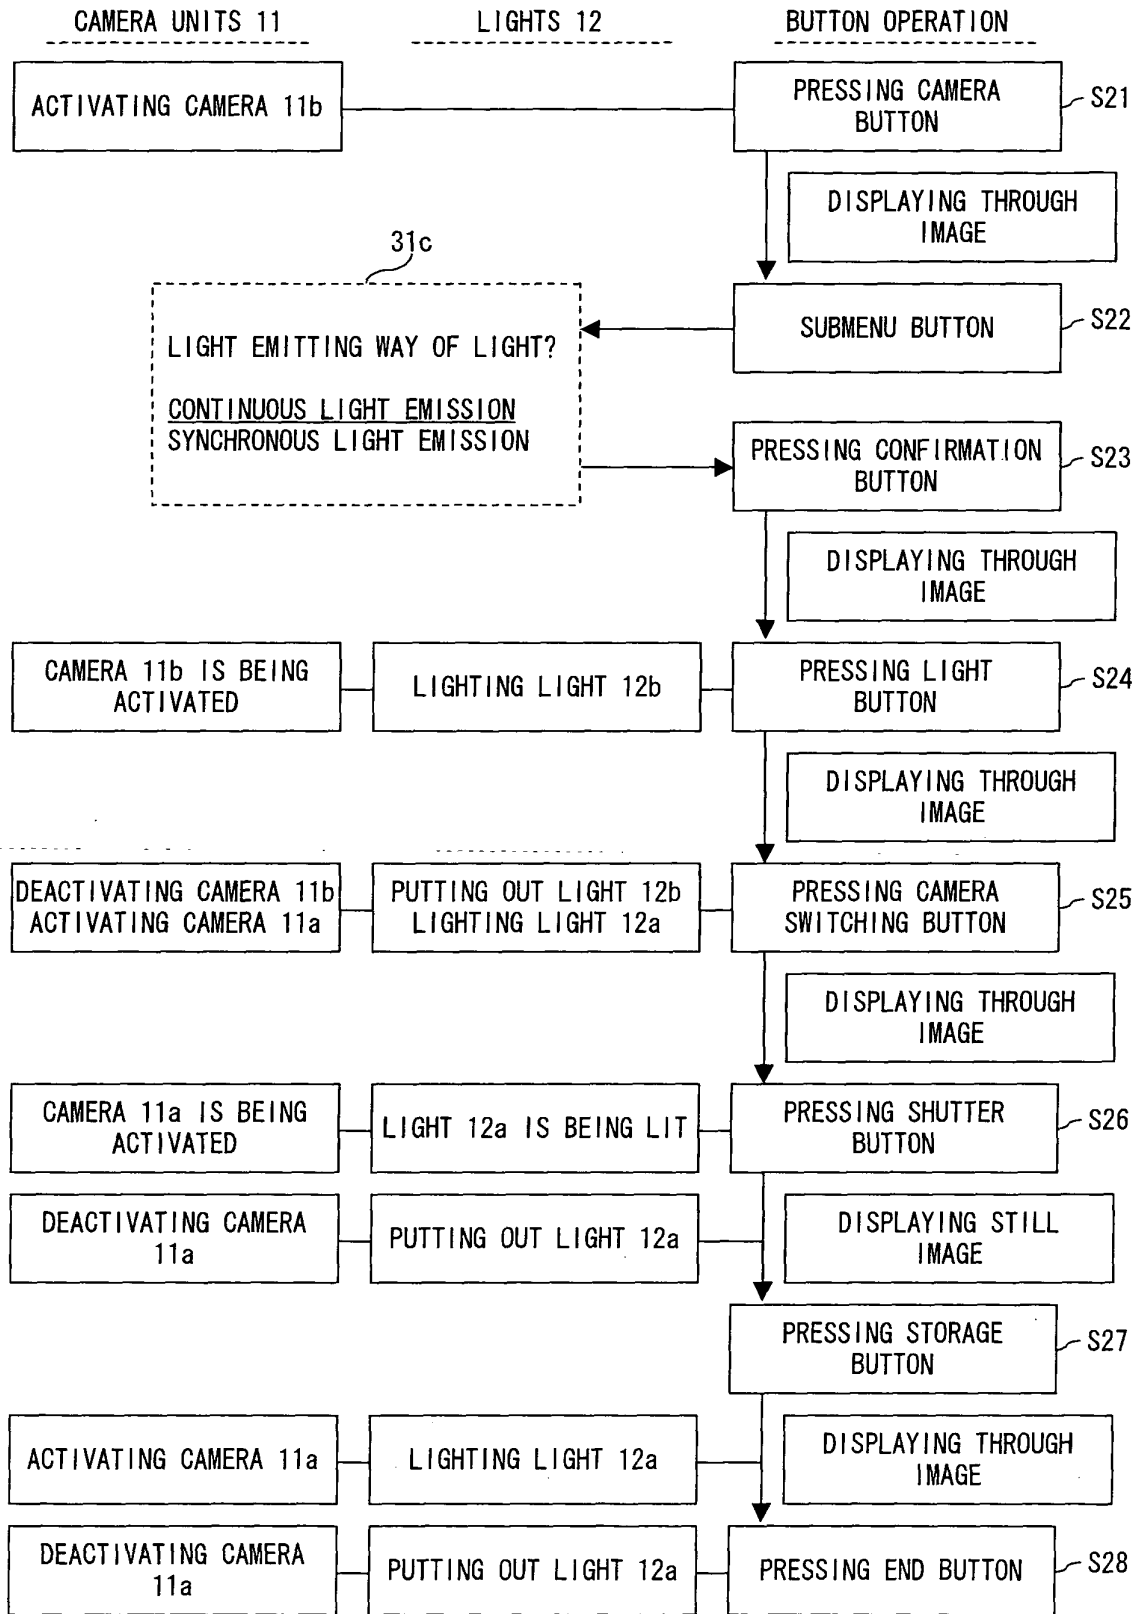 CAMERA UNITS 11
LIGHTS 12
BUTTON OPERATION
ACTIVATING CAMERA 11b
PRESSING CAMERA
BUTTON
S21
DISPLAYING THROUGH
IMAGE
31c
LIGHT EMITTING WAY OF LIGHT?
CONTINUOUS LIGHT EMISSION
SYNCHRONOUS LIGHT EMISSION
SUBMENU BUTTON
S22
PRESSING CONFIRMATION
BUTTON
S23
DISPLAYING THROUGH
IMAGE
CAMERA 11b IS BEING
ACTIVATED
LIGHTING LIGHT 12b
PRESSING LIGHT
BUTTON
S24
DISPLAYING THROUGH
IMAGE
DEACTIVATING CAMERA 11b
ACTIVATING CAMERA 11a
PUTTING OUT LIGHT 12b
LIGHTING LIGHT 12a
PRESSING CAMERA
SWITCHING BUTTON
S25
DISPLAYING THROUGH
IMAGE
CAMERA 11a IS BEING
ACTIVATED
LIGHT 12a IS BEING LIT
PRESSING SHUTTER
BUTTON
S26
DEACTIVATING CAMERA
11a
PUTTING OUT LIGHT 12a
DISPLAYING STILL
IMAGE
PRESSING STORAGE
BUTTON
S27
ACTIVATING CAMERA 11a
LIGHTING LIGHT 12a
DISPLAYING THROUGH
IMAGE
DEACTIVATING CAMERA
11a
PUTTING OUT LIGHT 12a
PRESSING END BUTTON
S28